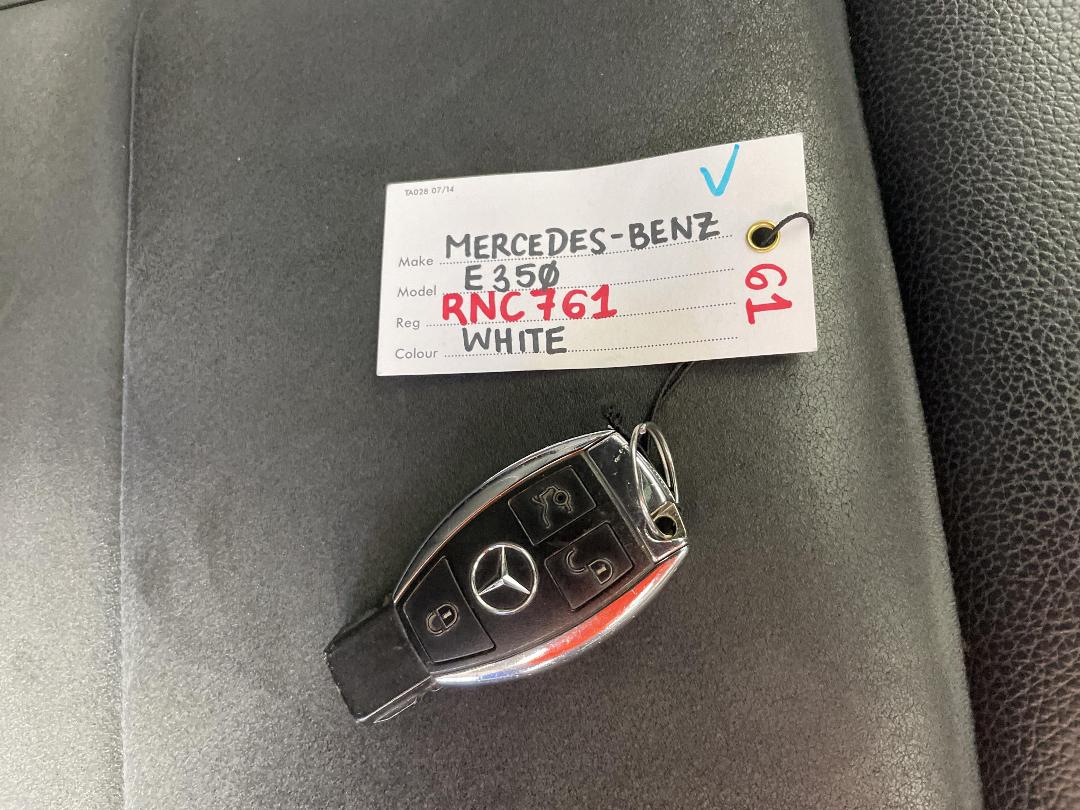 TA028 07/14
Make MERCEDES-BENZ
Model E350
Reg RNC761
Colour WHITE
61